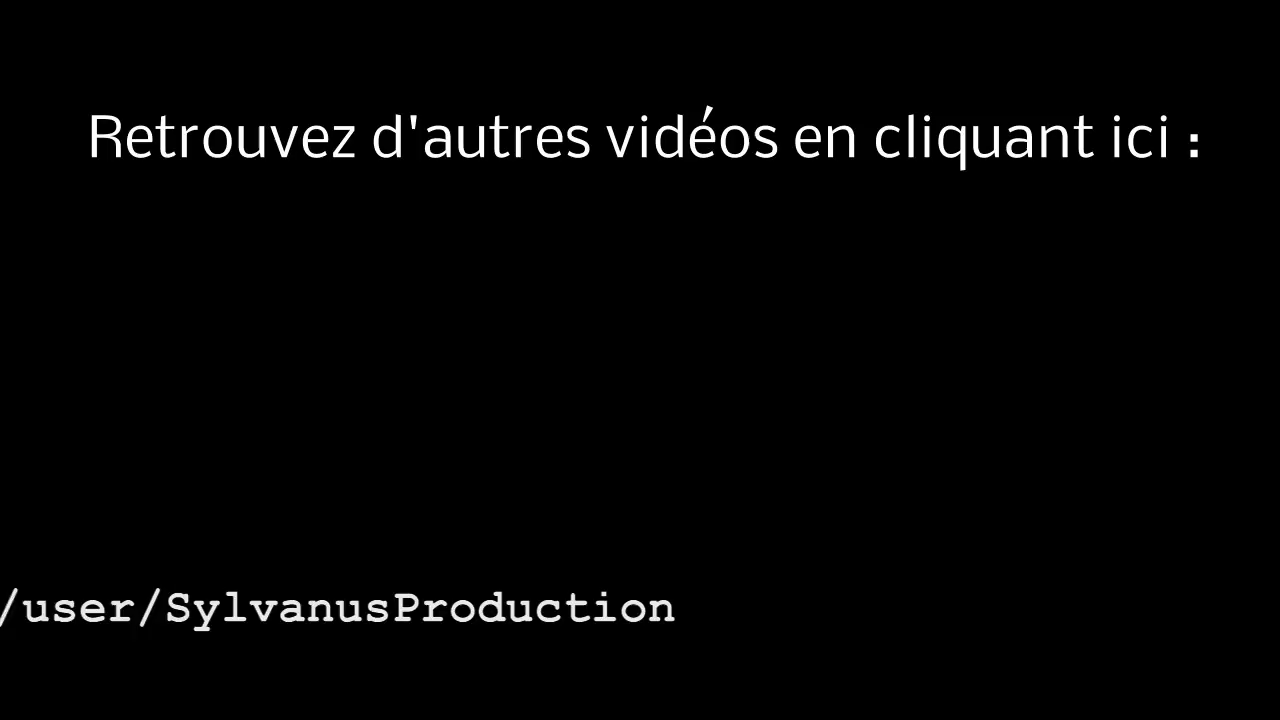 Retrouvez d'autres vidéos en cliquant ici :
/user/SylvanusProduction